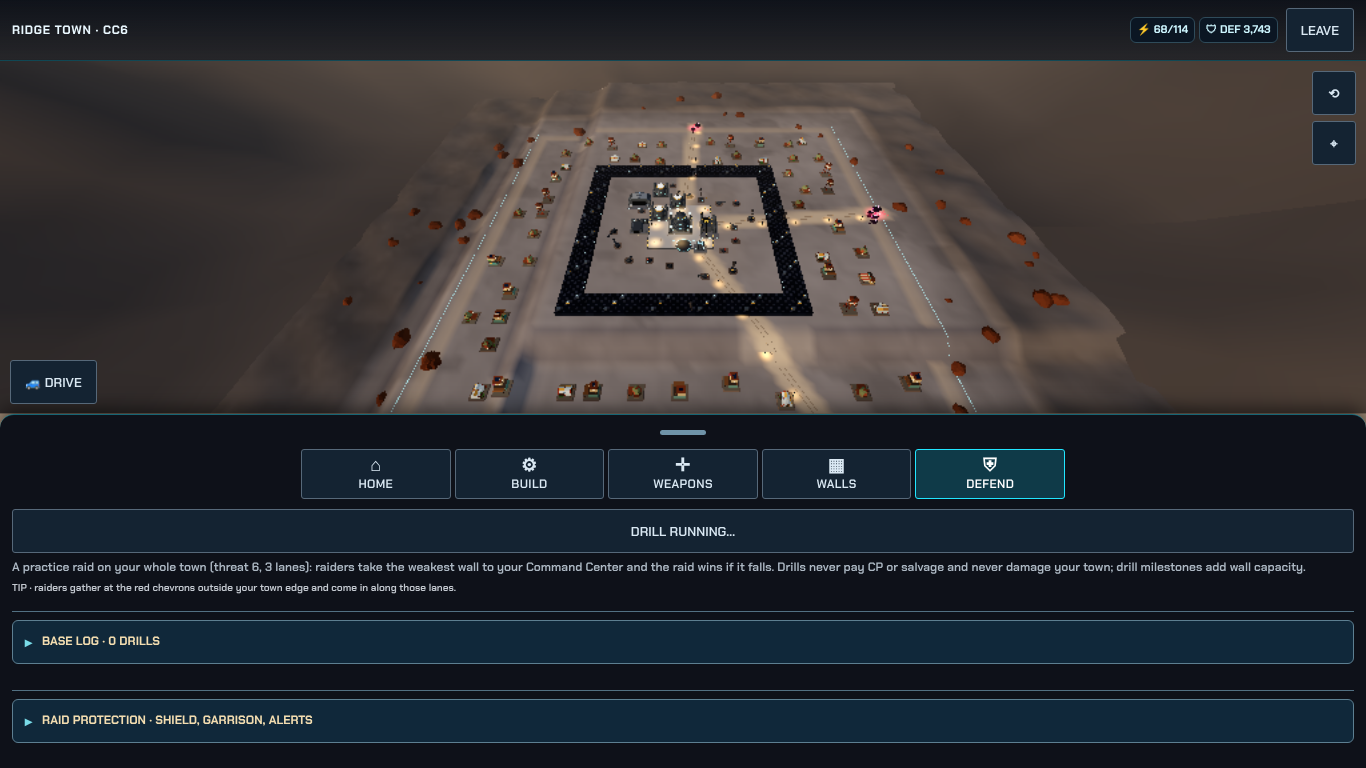 RIDGE TOWN · CC6
⚡ 68/114
🛡 DEF 3,743
LEAVE
🚙 DRIVE
HOME
BUILD
WEAPONS
WALLS
DEFEND
DRILL RUNNING...
A practice raid on your whole town (threat 6, 3 lanes): raiders take the weakest wall to your Command Center and the raid wins if it falls. Drills never pay CP or salvage and never damage your town; drill milestones add wall capacity.
TIP · raiders gather at the red chevrons outside your town edge and come in along those lanes.
▶ BASE LOG · 0 DRILLS
▶ RAID PROTECTION · SHIELD, GARRISON, ALERTS